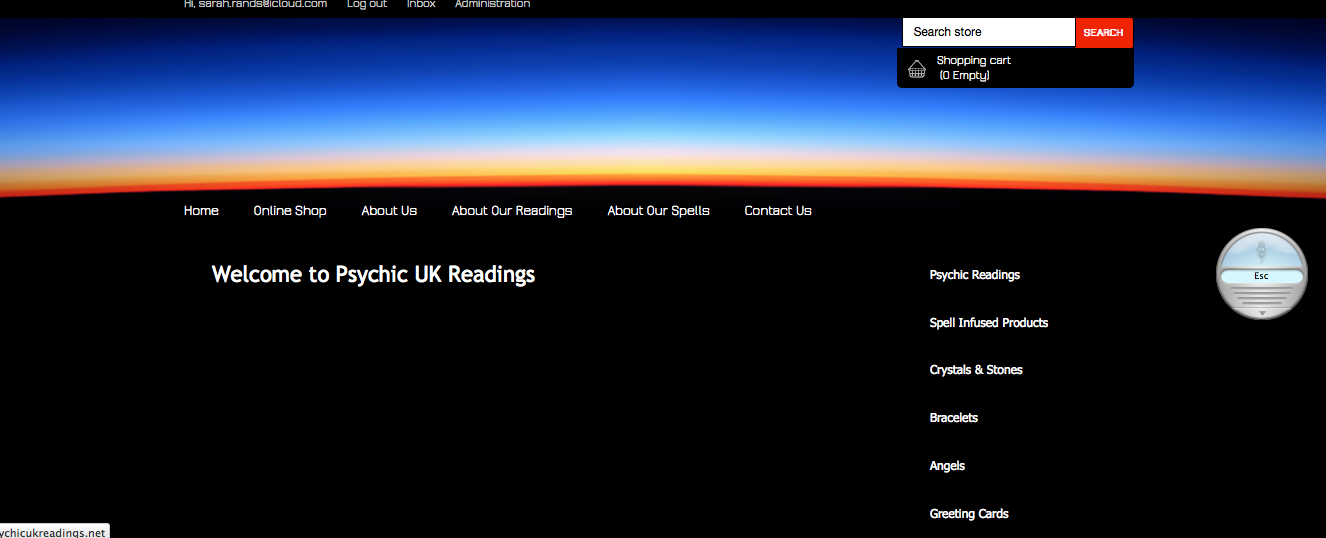 Hi, sarah.rands@icloud.com Log out Inbox Administration
Search store SEARCH
Shopping cart
(0 Empty)
Home Online Shop About Us About Our Readings About Our Spells Contact Us
Welcome to Psychic UK Readings
Psychic Readings
Esc
Spell Infused Products
Crystals & Stones
Bracelets
Angels
Greeting Cards
ychicukreadings.net